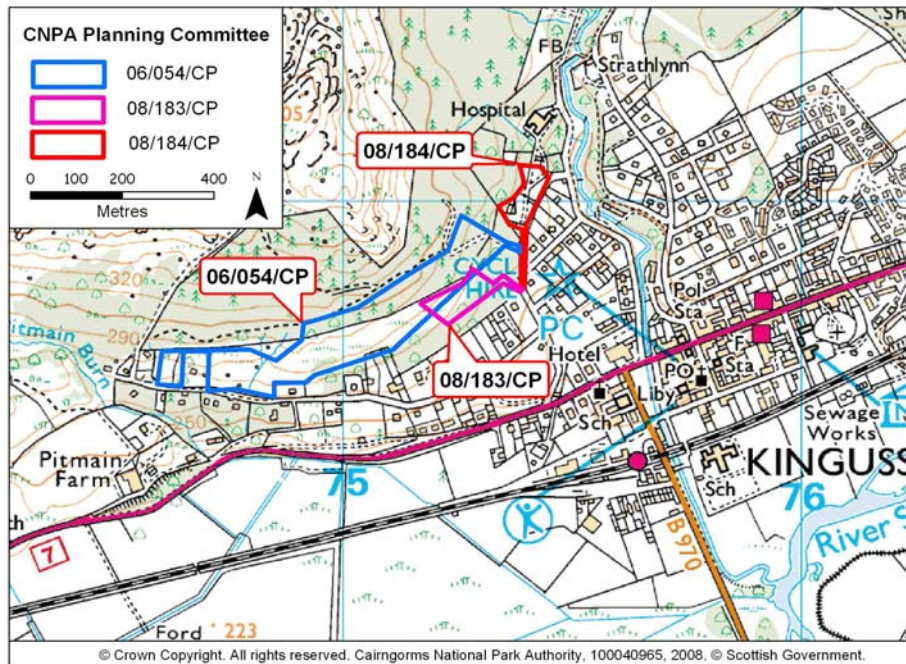 CNPA Planning Committee
06/054/CP
08/183/CP
08/184/CP
0 100 200 400
Metres
N
FB
Strathlynn
Sh
Hospital
305
08/184/CP
06/054/CP
CYCL
HIRE
320
290
Pitmain
Burn
08/183/CP
PC
Pol
Sta
F
Sta
Hotel
PO
Liby
Sch
250
Sewage
Works
IN
Pitmain
Farm
75
KINGUSS
Sch
76
River S
B 970
7
Ford
223
© Crown Copyright. All rights reserved. Cairngorms National Park Authority, 100040965, 2008. © Scottish Government.